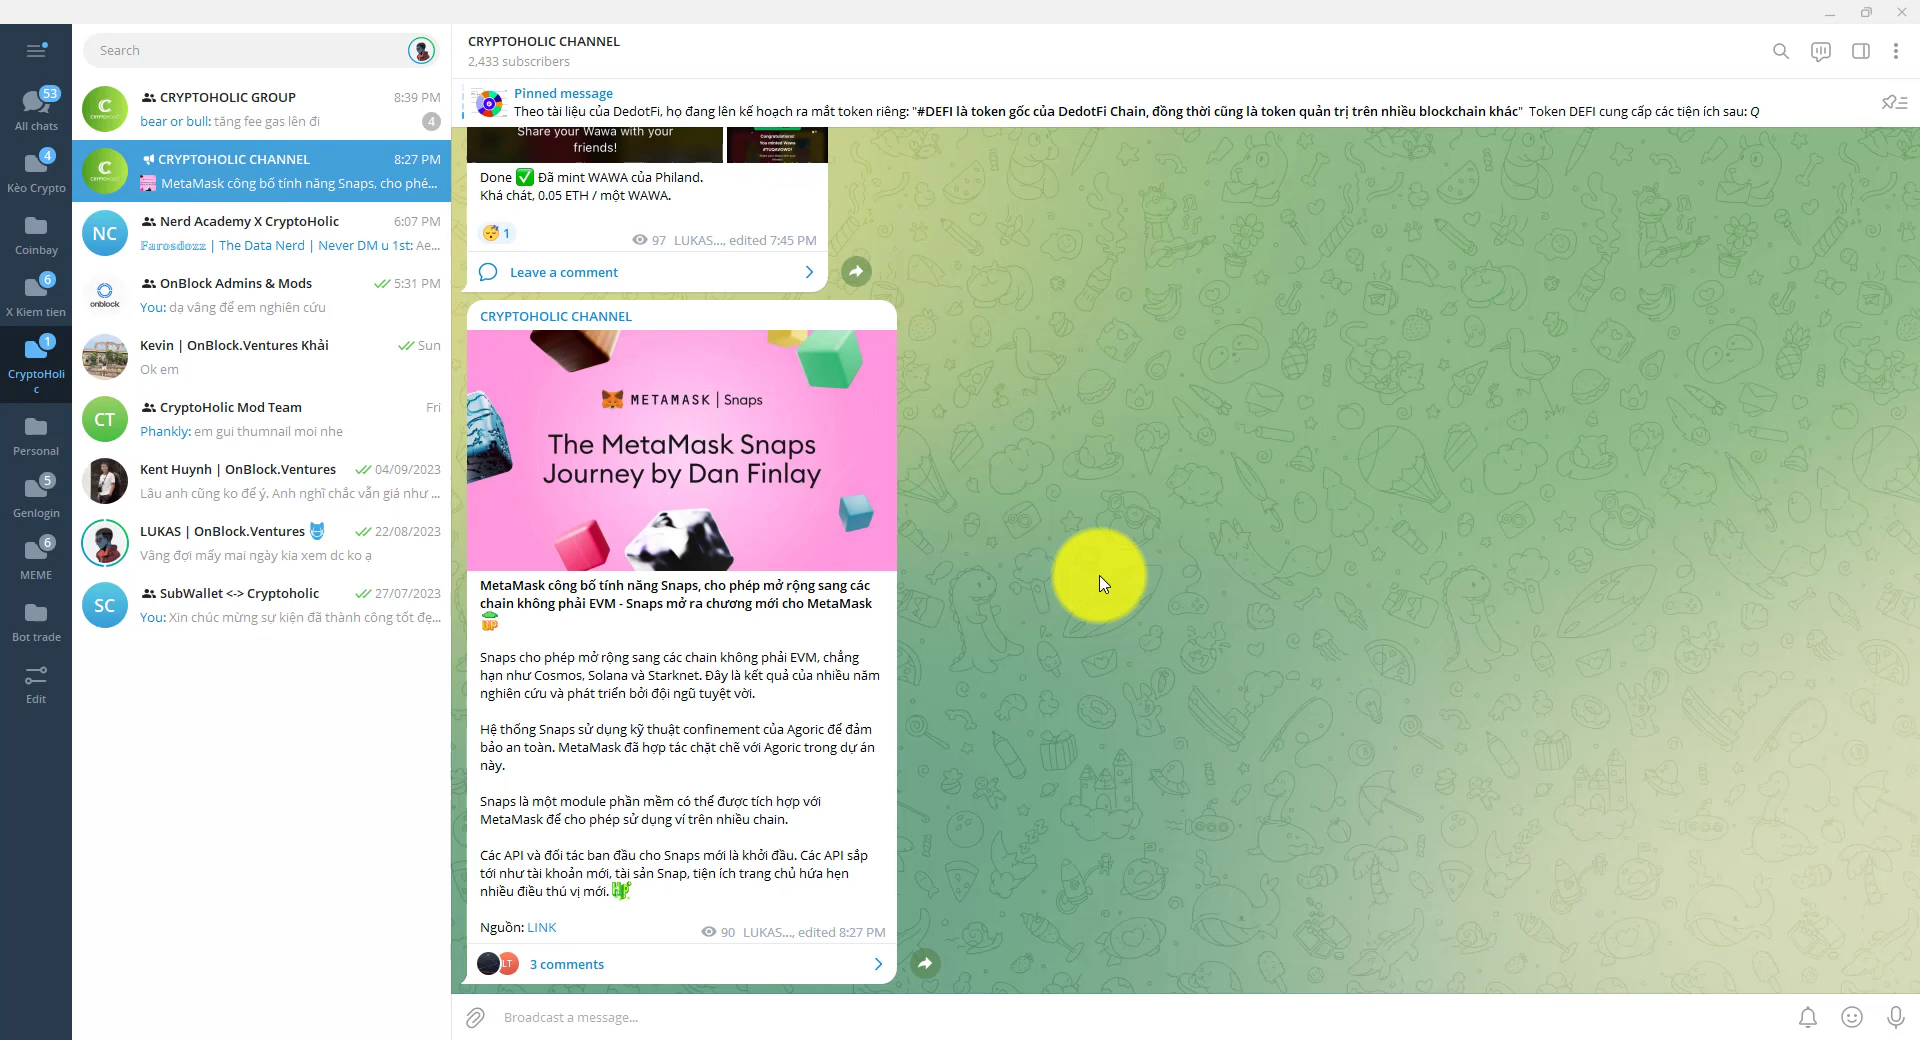 Search
53
All chats
4
Kèo Crypto
Coinbay
6
X Kiem tien
1
CryptoHoli
c
Personal
5
Genlogin
6
MEME
Bot trade
Edit
C
CRYPTOHOLIC GROUP 8:39 PM
bear or bull: tăng fee gas lên đi 4
C
CRYPTOHOLIC CHANNEL 8:27 PM
MetaMask công bố tính năng Snaps, cho phé...
NC
Nerd Academy X CryptoHolic 6:07 PM
𝔽𝕒𝕣𝕠𝕤𝕕𝕠𝕫𝕫 | The Data Nerd | Never DM u 1st: Ae...
onblock
OnBlock Admins & Mods 5:31 PM
You: dạ vâng để em nghiên cứu
Kevin | OnBlock.Ventures Khải Sun
Ok em
CT
CryptoHolic Mod Team Fri
Phankly: em gui thumnail moi nhe
Kent Huynh | OnBlock.Ventures 04/09/2023
Lâu anh cũng ko để ý. Anh nghĩ chắc vẫn giá như ...
LUKAS | OnBlock.Ventures 22/08/2023
Vâng đợi mấy mai ngày kia xem dc ko ạ
SC
SubWallet <-> Cryptoholic 27/07/2023
You: Xin chúc mừng sự kiện đã thành công tốt đẹ...
CRYPTOHOLIC CHANNEL
2,433 subscribers
Pinned message
Theo tài liệu của DedotFi, họ đang lên kế hoạch ra mắt token riêng: "#DEFI là token gốc của DedotFi Chain, đồng thời cũng là token quản trị trên nhiều blockchain khác" Token DEFI cung cấp các tiện ích sau: Q
Share your Wawa with your
friends!
Congratulations!
You minted Wawa
Done ✅ Đã mint WAWA của Philand.
Khá chát, 0.05 ETH / một WAWA.
😴 1
97 LUKAS..., edited 7:45 PM
Leave a comment
CRYPTOHOLIC CHANNEL
METAMASK | Snaps
The MetaMask Snaps
Journey by Dan Finlay
MetaMask công bố tính năng Snaps, cho phép mở rộng sang các
chain không phải EVM - Snaps mở ra chương mới cho MetaMask
UP
Snaps cho phép mở rộng sang các chain không phải EVM, chẳng
hạn như Cosmos, Solana và Starknet. Đây là kết quả của nhiều năm
nghiên cứu và phát triển bởi đội ngũ tuyệt vời.
Hệ thống Snaps sử dụng kỹ thuật confinement của Agoric để đảm
bảo an toàn. MetaMask đã hợp tác chặt chẽ với Agoric trong dự án
này.
Snaps là một module phần mềm có thể được tích hợp với
MetaMask để cho phép sử dụng ví trên nhiều chain.
Các API và đối tác ban đầu cho Snaps mới là khởi đầu. Các API sắp
tới như tài khoản mới, tài sản Snap, tiện ích trang chủ hứa hẹn
nhiều điều thú vị mới.
Nguồn: LINK
90 LUKAS..., edited 8:27 PM
LT
3 comments
Broadcast a message...